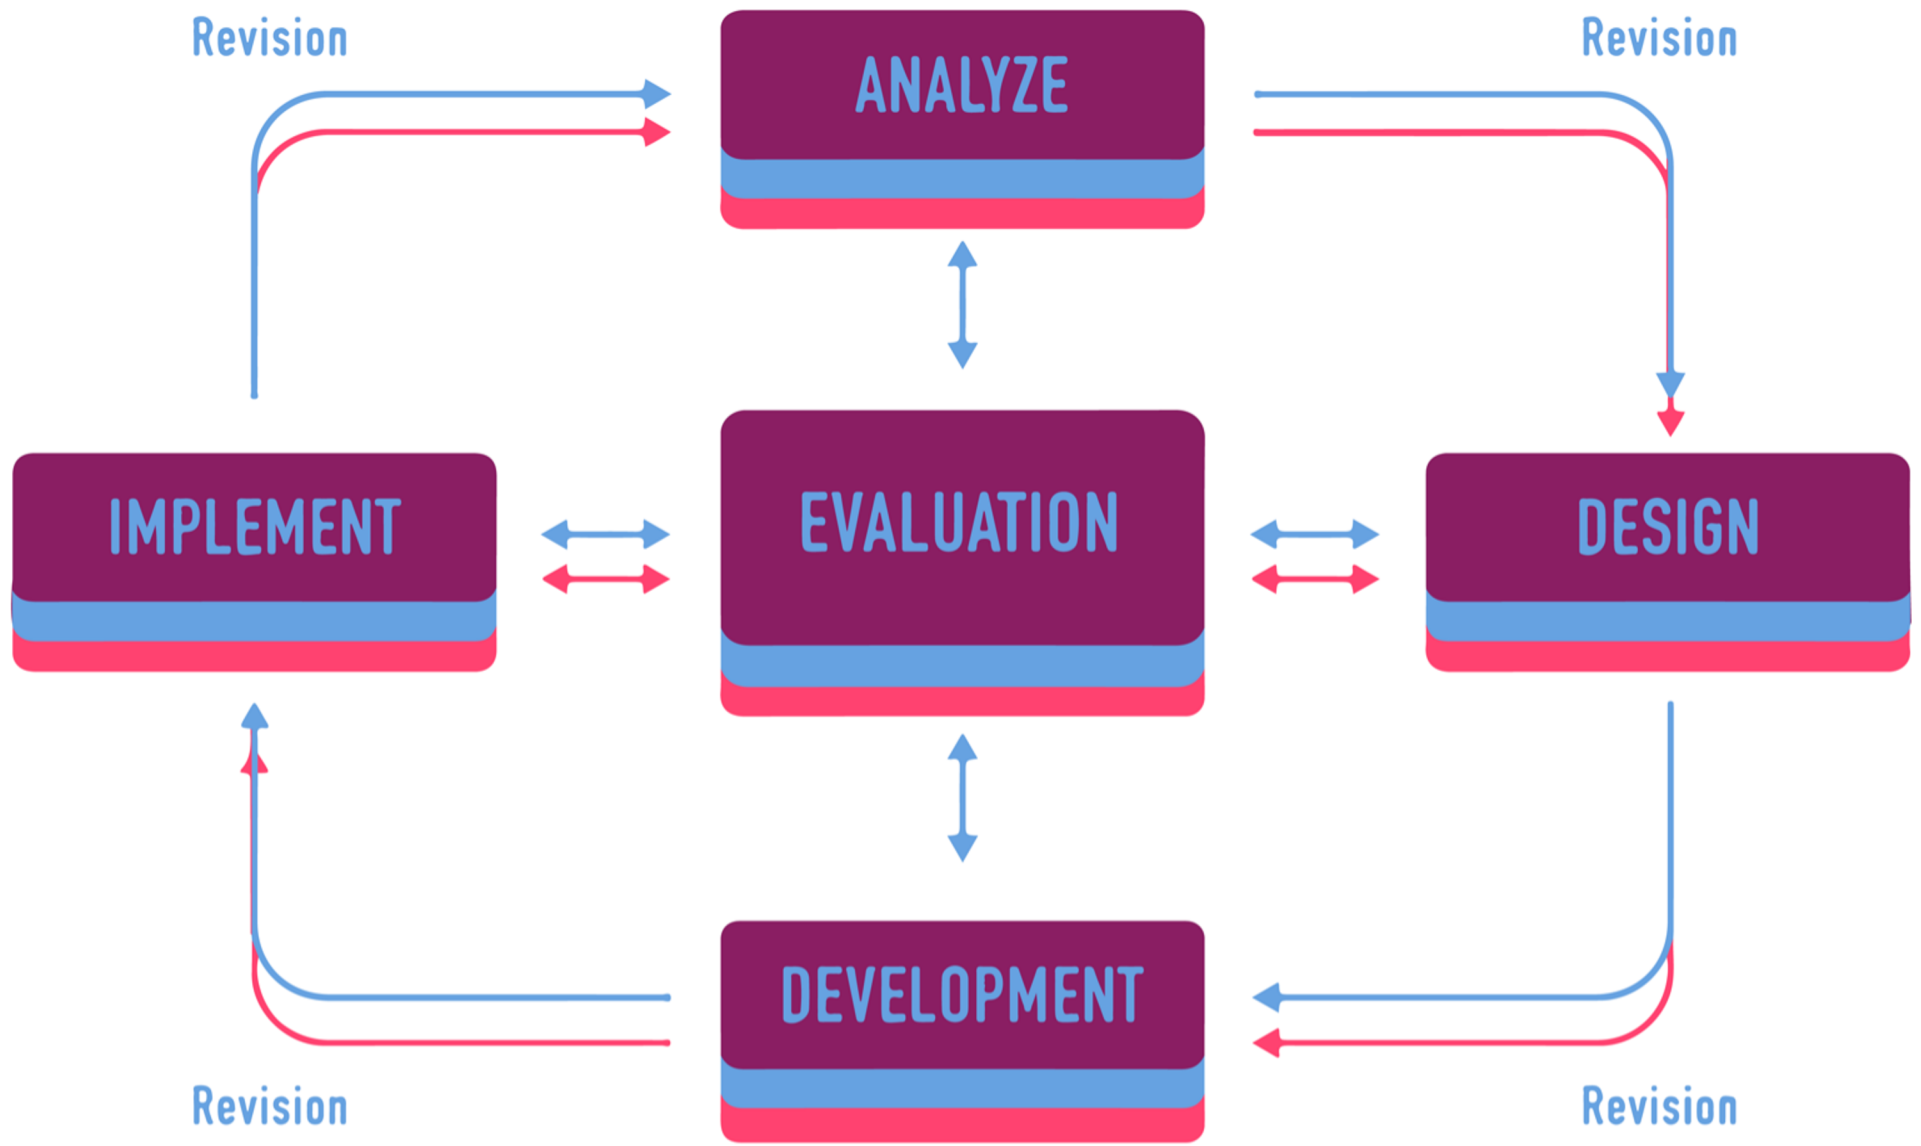 Revision
ANALYZE
Revision
IMPLEMENT
EVALUATION
DESIGN
DEVELOPMENT
Revision
Revision